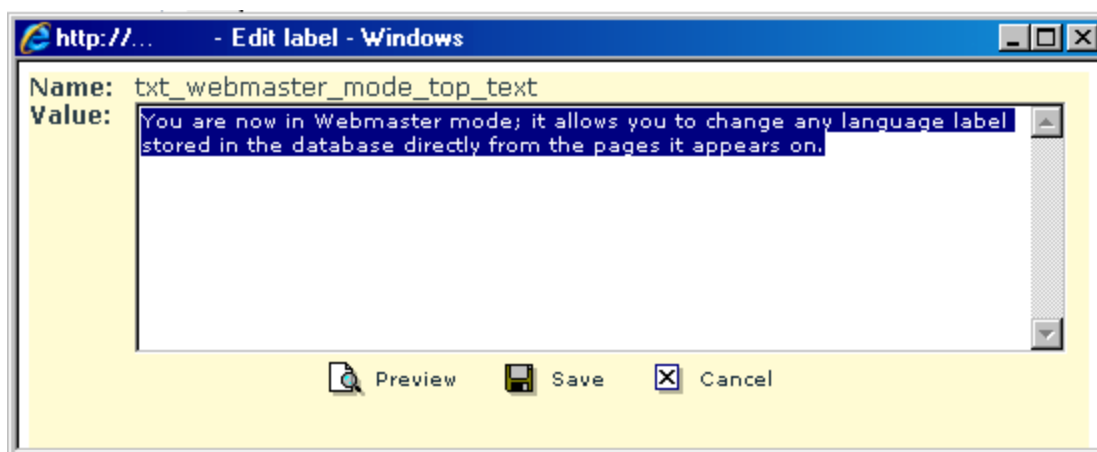 http://... - Edit label - Windows
Name: txt_webmaster_mode_top_text
Value: You are now in Webmaster mode; it allows you to change any language label
stored in the database directly from the pages it appears on.
Preview Save Cancel